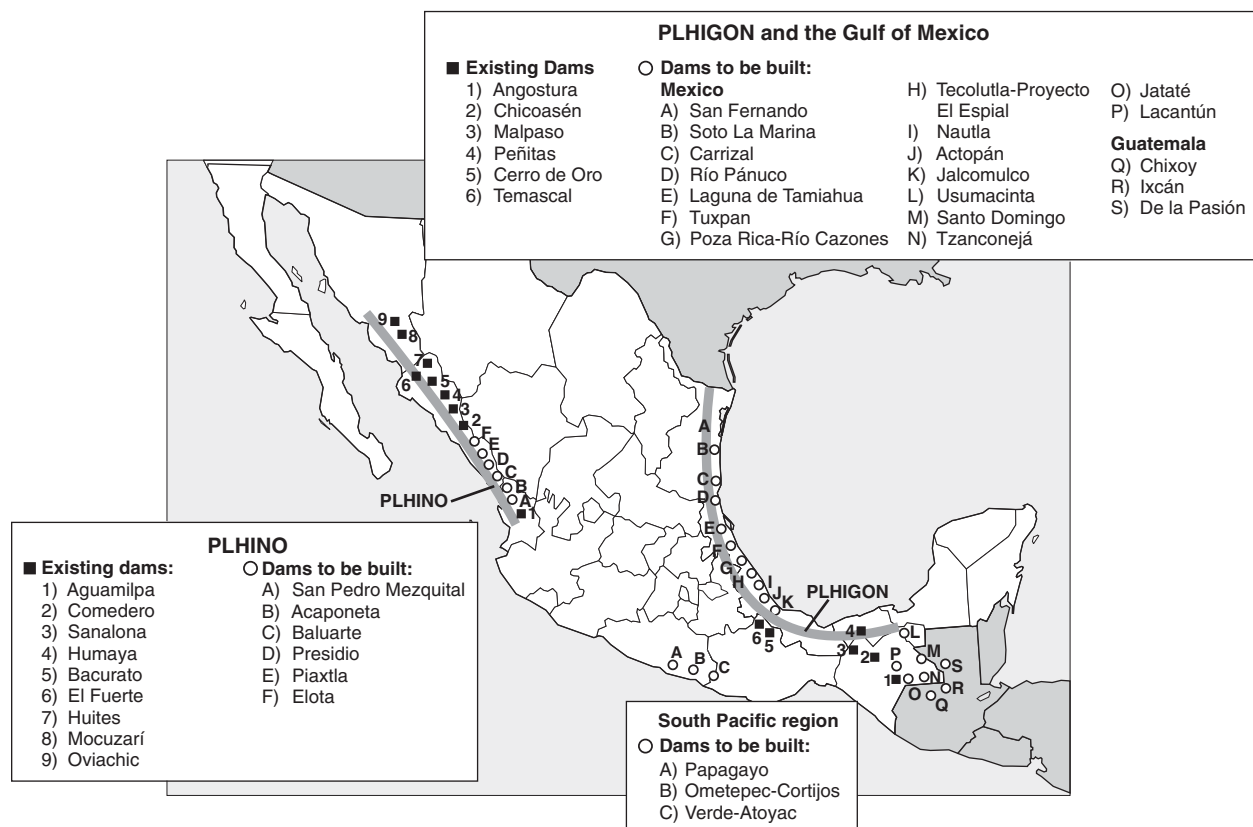 PLHIGON and the Gulf of Mexico
■ Existing Dams
1) Angostura
2) Chicoasén
3) Malpaso
4) Peñitas
5) Cerro de Oro
6) Temascal
○ Dams to be built:
Mexico
A) San Fernando
B) Soto La Marina
C) Carrizal
D) Río Pánuco
E) Laguna de Tamiahua
F) Tuxpan
G) Poza Rica-Río Cazones
H) Tecolutla-Proyecto
El Espial
I) Nautla
J) Actopán
K) Jalcomulco
L) Usumacinta
M) Santo Domingo
N) Tzanconejá
O) Jataté
P) Lacantún
Guatemala
Q) Chixoy
R) Ixcán
S) De la Pasión
9
8
7
6
5
4
3
2
F
E
D
C
B
A
1
PLHINO
A
B
C
D
E
F
G
H
I
J
K
PLHIGON
6
5
4
3
2
1
L
M
N
O
P
Q
R
S
A
B
C
PLHINO
■ Existing dams:
1) Aguamilpa
2) Comedero
3) Sanalona
4) Humaya
5) Bacurato
6) El Fuerte
7) Huites
8) Mocuzarí
9) Oviachic
○ Dams to be built:
A) San Pedro Mezquital
B) Acaponeta
C) Baluarte
D) Presidio
E) Piaxtla
F) Elota
South Pacific region
○ Dams to be built:
A) Papagayo
B) Ometepec-Cortijos
C) Verde-Atoyac